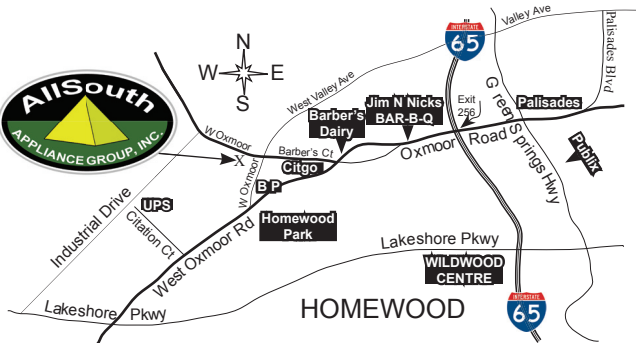 Valley Ave
Palisades Blvd
INTERSTATE
65
N
W
E
S
West Valley Ave
AllSouth
APPLIANCE GROUP, INC.
Jim N Nicks
BAR-B-Q
Exit
256
Green Springs Hwy
Palisades
Barber's
Dairy
W Oxmoor
X
Barber's Ct
Oxmoor Road
Citgo
Publix
B P
W Oxmoor
UPS
Citation Ct
Industrial Drive
Homewood
Park
West Oxmoor Rd
Lakeshore Pkwy
WILDWOOD
CENTRE
Lakeshore Pkwy
HOMEWOOD
INTERSTATE
65